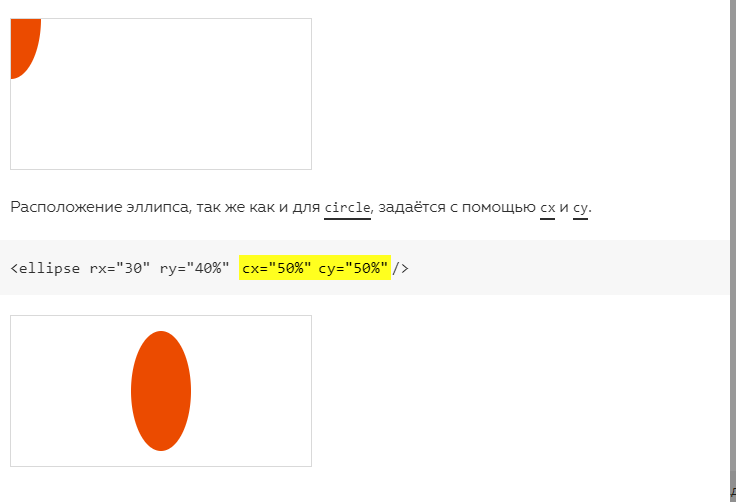 Расположение эллипса, так же как и для circle, задаётся с помощью cx и cy.
<ellipse rx="30" ry="40%" cx="50%" cy="50%"/>